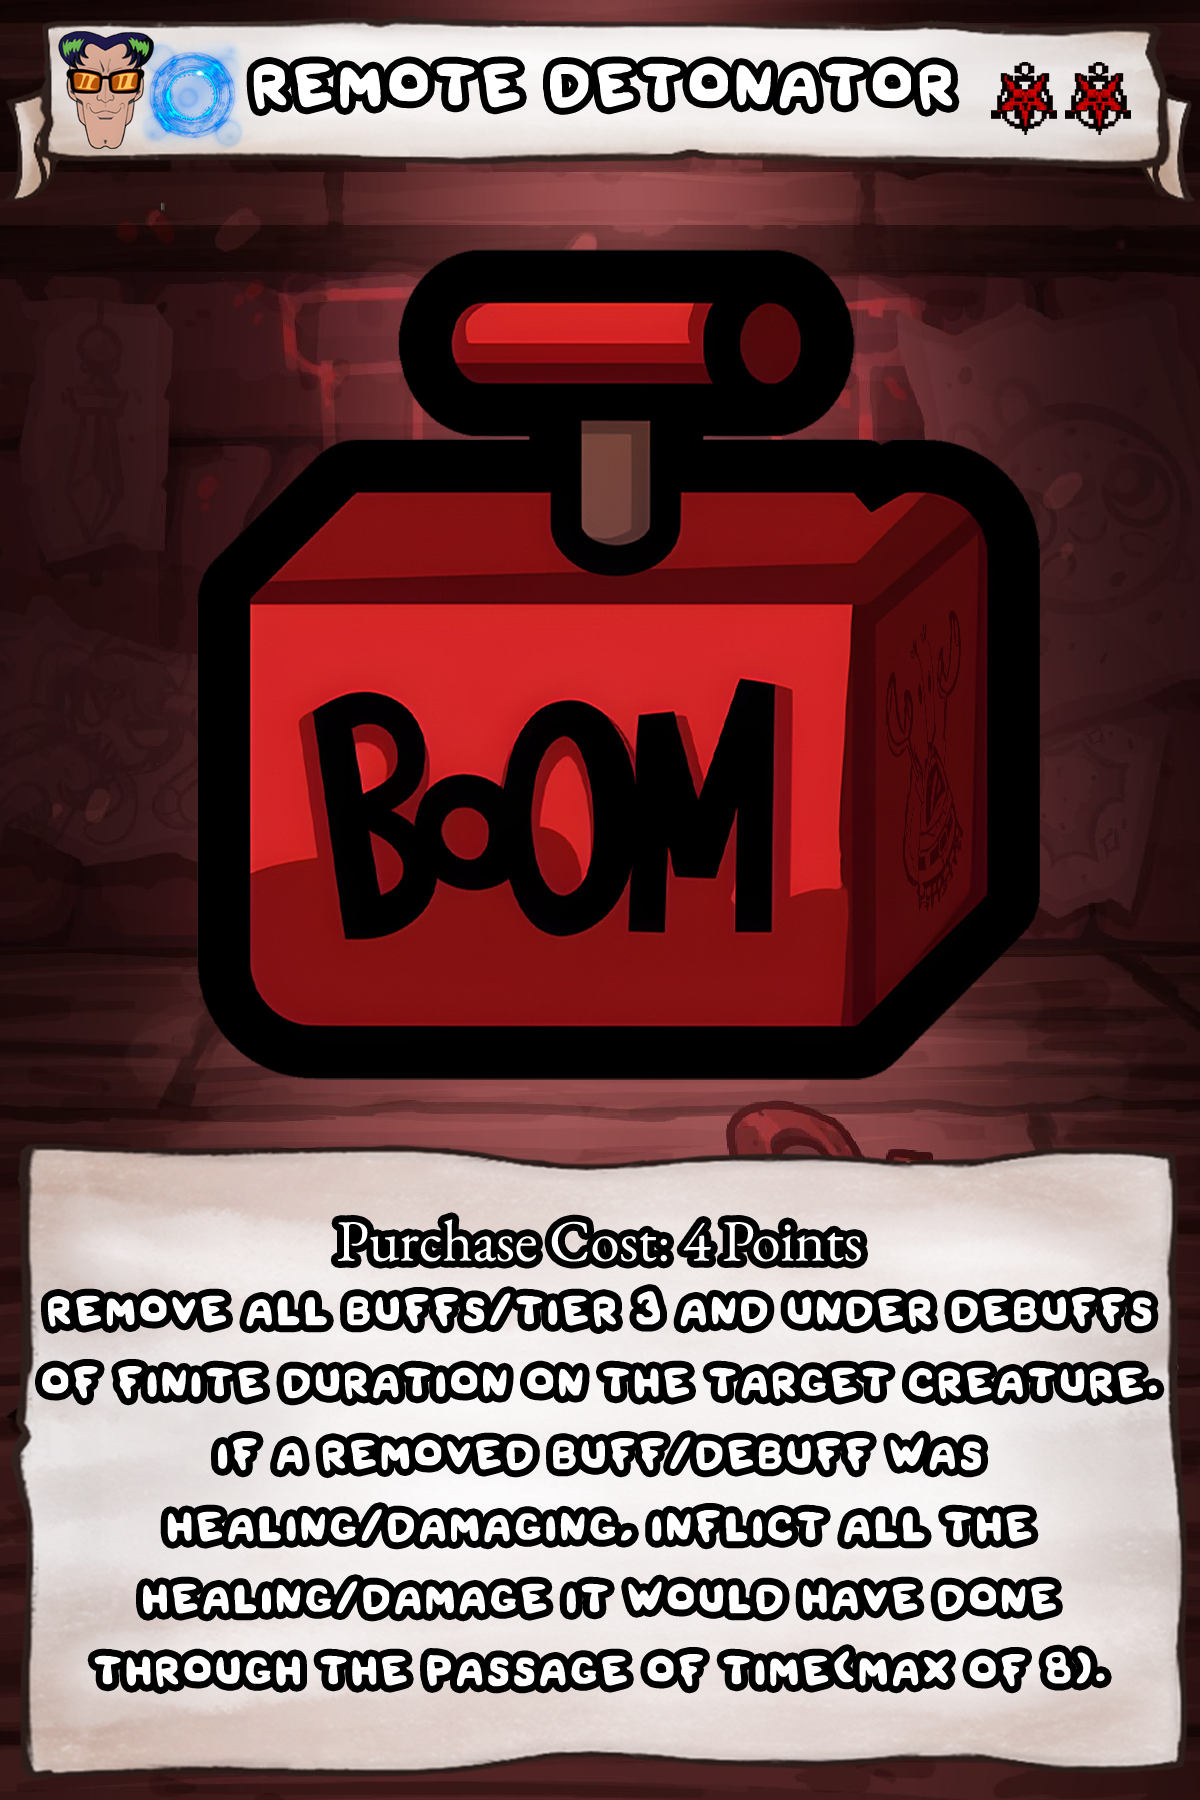 REMOTE DETONATOR
BOOM
Purchase Cost: 4 Points
REMOVE ALL BUFFS/TIER 3 AND UNDER DEBUFFS
OF FINITE DURATION ON THE TARGET CREATURE.
IF A REMOVED BUFF/DEBUFF WAS
HEALING/DAMAGING, INFLICT ALL THE
HEALING/DAMAGE IT WOULD HAVE DONE
THROUGH THE PASSAGE OF TIME(MAX OF 8).